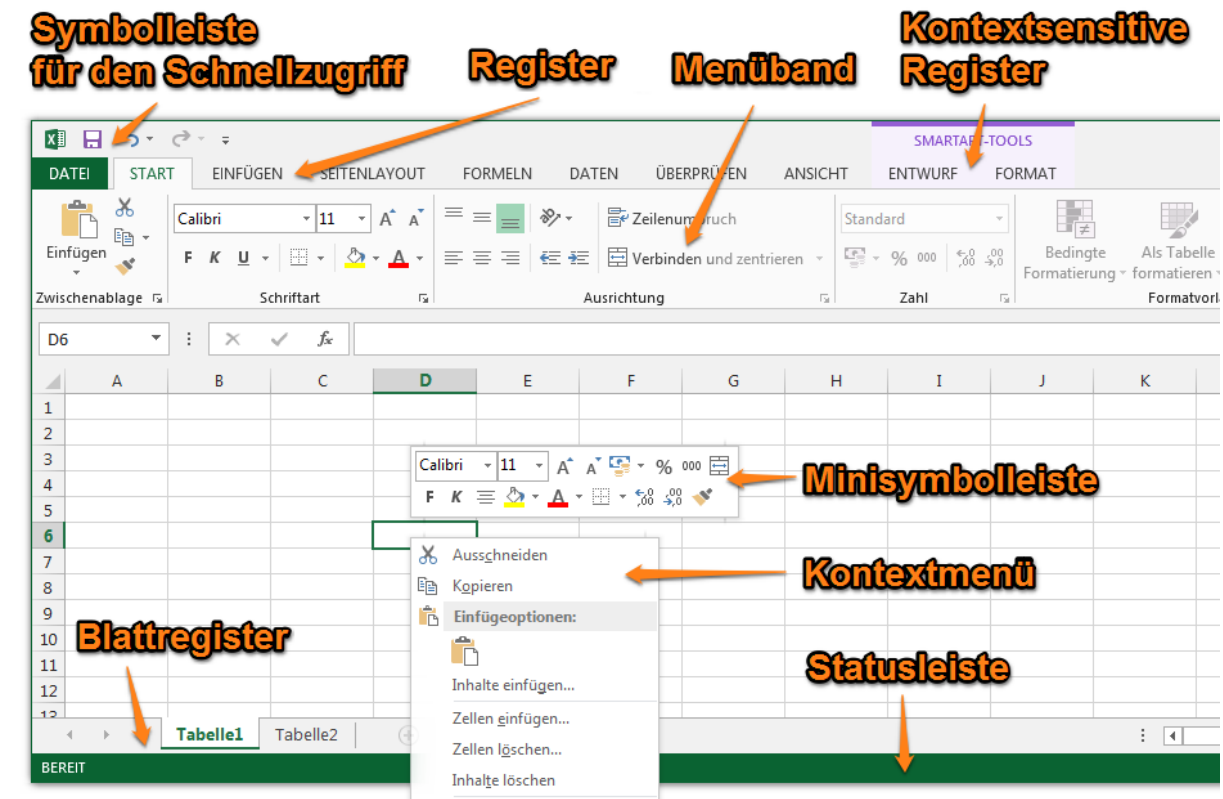 Symbolleiste
für den Schnellzugriff
Register
Menüband
Kontextsensitive
Register
SMARTART-TOOLS
DATEI START EINFÜGEN SEITENLAYOUT FORMELN DATEN ÜBERPRÜFEN ANSICHT ENTWURF FORMAT
Einfügen
Calibri 11
F K U
Zeilenumbruch
Verbinden und zentrieren
Standard
% 000
Bedingte
Formatierung
Als Tabelle
formatieren
Zwischenablage Schriftart Ausrichtung Zahl Formatvorl
D6 fx
A B C D E F G H I J K
1
2
3
4
5
6
7
8
9
10
11
12
13
Calibri 11 % 000
F K A
Minisymbolleiste
Ausschneiden
Kopieren
Einfügeoptionen:
Inhalte einfügen...
Zellen einfügen...
Zellen löschen...
Inhalte löschen
Kontextmenü
Blattregister
Statusleiste
Tabelle1 Tabelle2
BEREIT